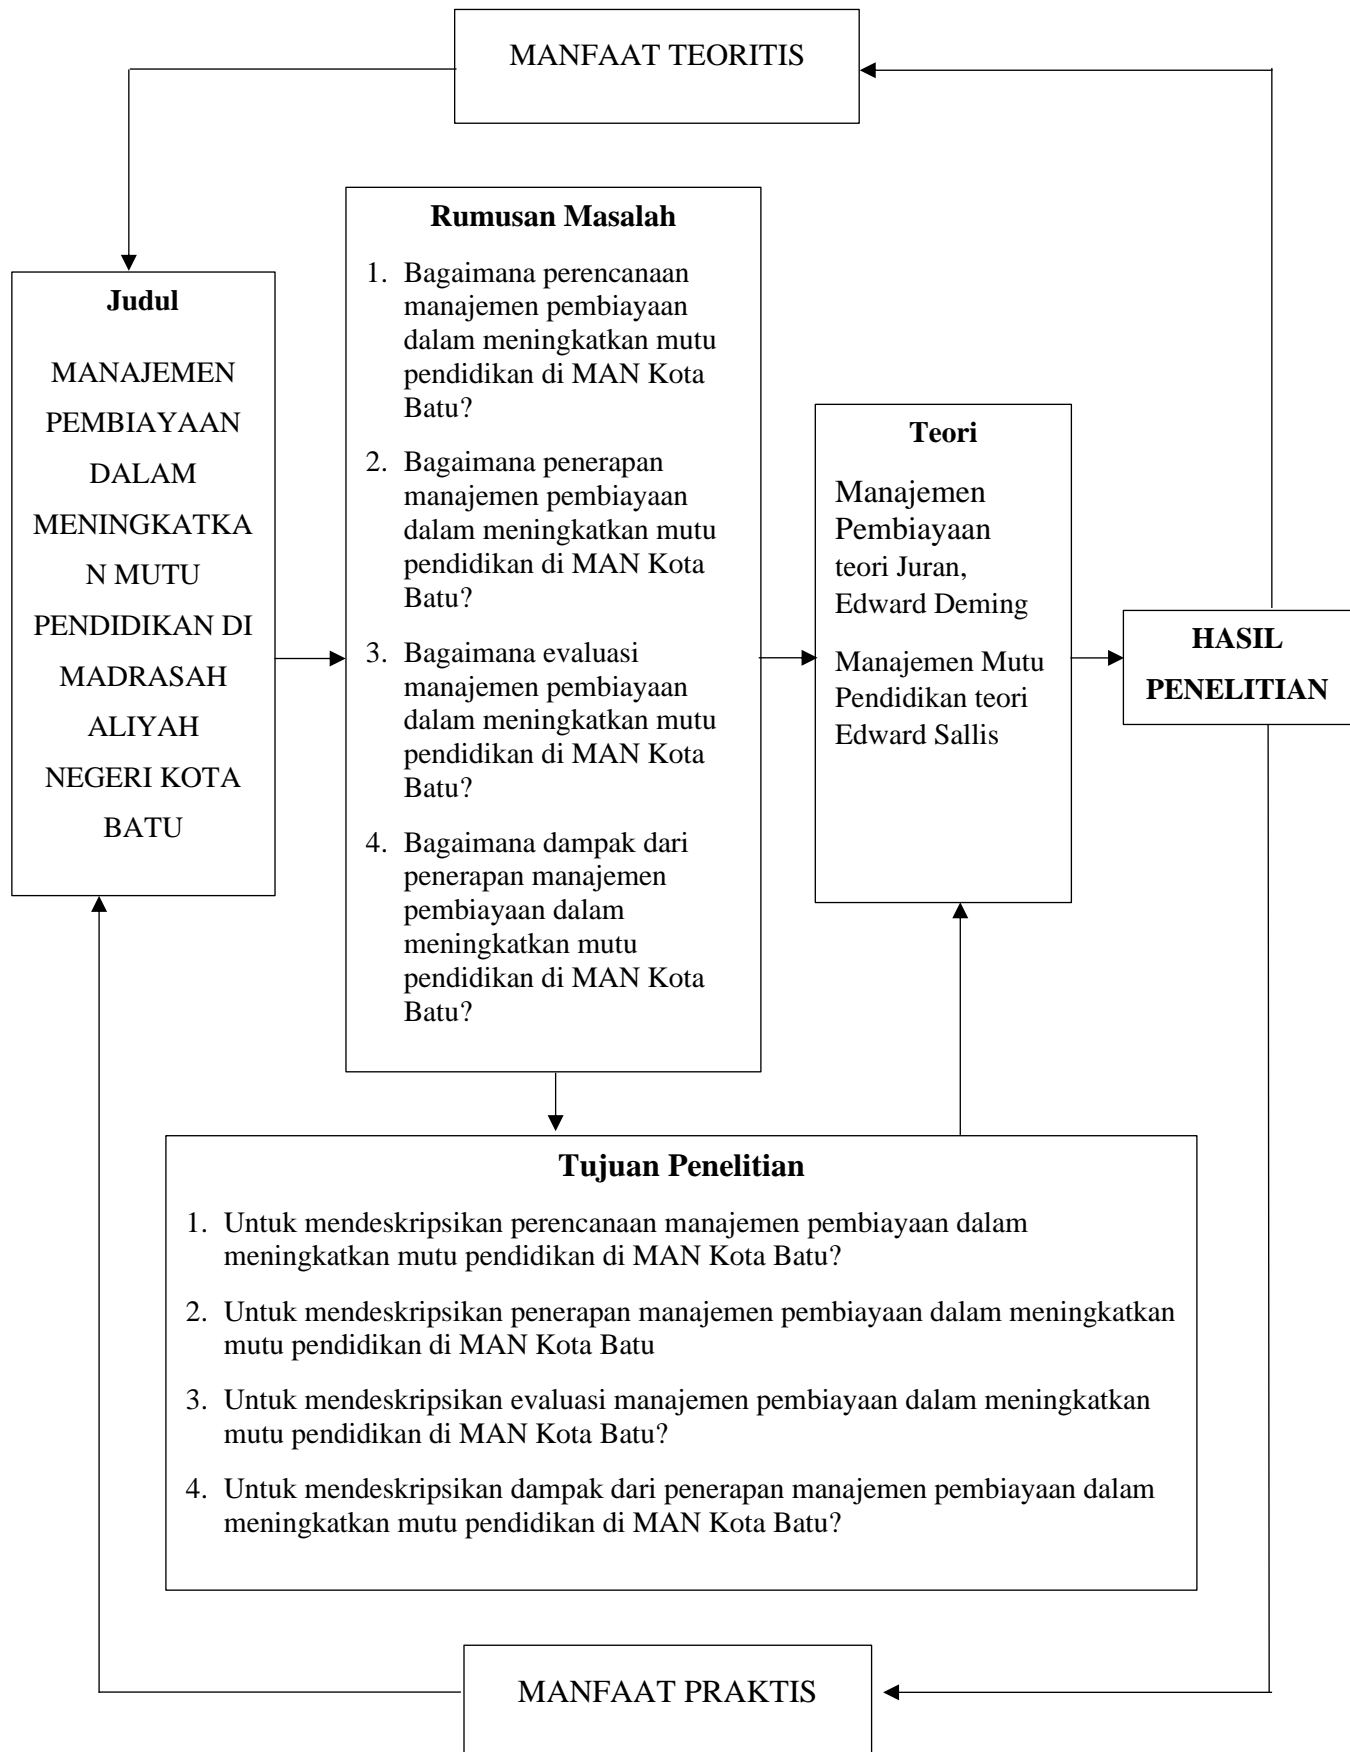 MANFAAT TEORITIS
Judul
MANAJEMEN
PEMBIAYAAN
DALAM
MENINGKATKA
N MUTU
PENDIDIKAN DI
MADRASAH
ALIYAH
NEGERI KOTA
BATU
Rumusan Masalah
1. Bagaimana perencanaan
manajemen pembiayaan
dalam meningkatkan mutu
pendidikan di MAN Kota
Batu?
2. Bagaimana penerapan
manajemen pembiayaan
dalam meningkatkan mutu
pendidikan di MAN Kota
Batu?
3. Bagaimana evaluasi
manajemen pembiayaan
dalam meningkatkan mutu
pendidikan di MAN Kota
Batu?
4. Bagaimana dampak dari
penerapan manajemen
pembiayaan dalam
meningkatkan mutu
pendidikan di MAN Kota
Batu?
Teori
Manajemen
Pembiayaan
teori Juran,
Edward Deming
Manajemen Mutu
Pendidikan teori
Edward Sallis
HASIL
PENELITIAN
Tujuan Penelitian
1. Untuk mendeskripsikan perencanaan manajemen pembiayaan dalam
meningkatkan mutu pendidikan di MAN Kota Batu?
2. Untuk mendeskripsikan penerapan manajemen pembiayaan dalam meningkatkan
mutu pendidikan di MAN Kota Batu
3. Untuk mendeskripsikan evaluasi manajemen pembiayaan dalam meningkatkan
mutu pendidikan di MAN Kota Batu?
4. Untuk mendeskripsikan dampak dari penerapan manajemen pembiayaan dalam
meningkatkan mutu pendidikan di MAN Kota Batu?
MANFAAT PRAKTIS